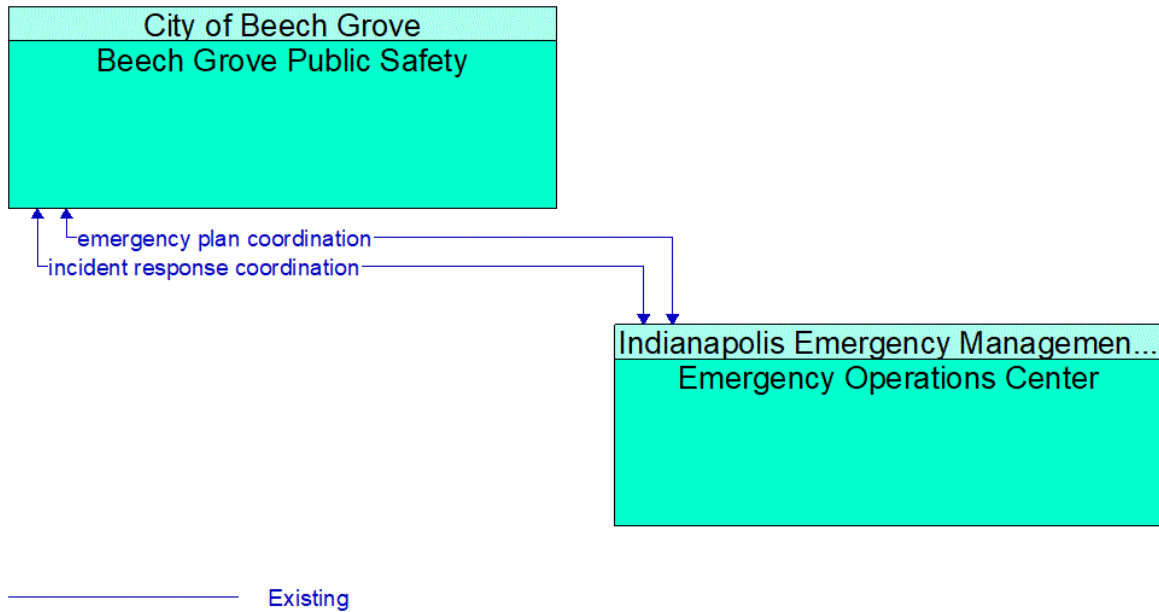 City of Beech Grove
Beech Grove Public Safety
emergency plan coordination
incident response coordination
Indianapolis Emergency Managemen...
Emergency Operations Center
Existing